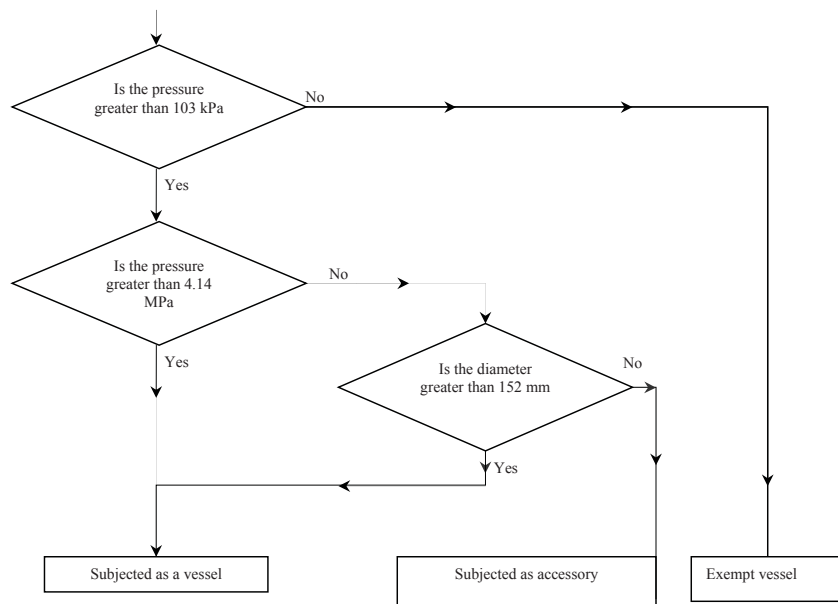 Is the pressure
greater than 103 kPa
No
Yes
Is the pressure
greater than 4.14
MPa
No
Yes
Is the diameter
greater than 152 mm
No
Yes
Subjected as a vessel
Subjected as accessory
Exempt vessel